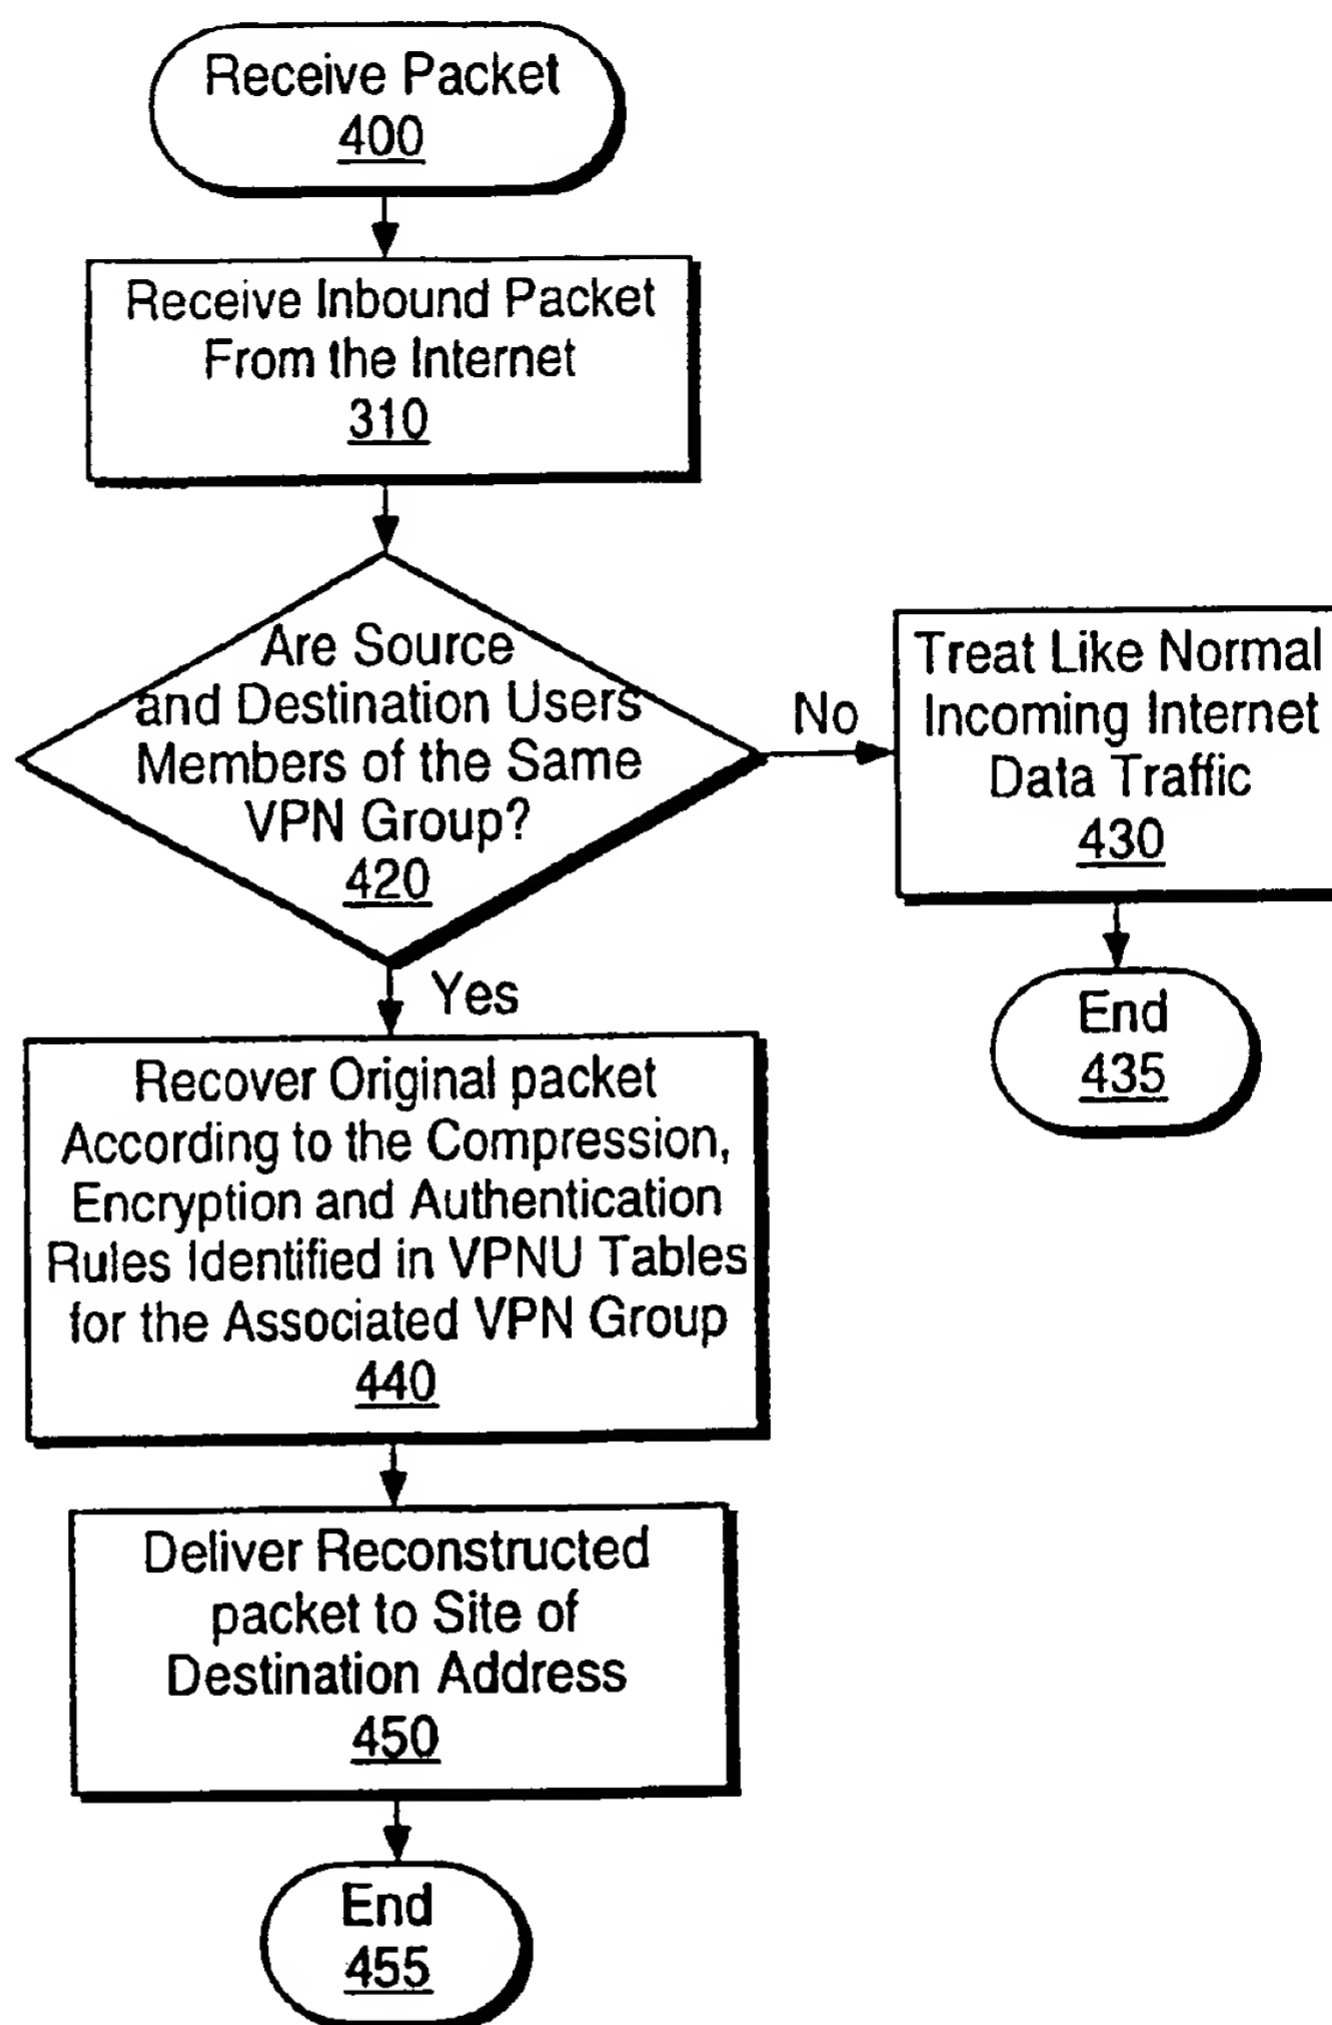 Receive Packet
400
Receive Inbound Packet
From the Internet
310
Are Source
and Destination Users
Members of the Same
VPN Group?
420
No
Treat Like Normal
Incoming Internet
Data Traffic
430
End
435
Yes
Recover Original packet
According to the Compression,
Encryption and Authentication
Rules Identified in VPNU Tables
for the Associated VPN Group
440
Deliver Reconstructed
packet to Site of
Destination Address
450
End
455